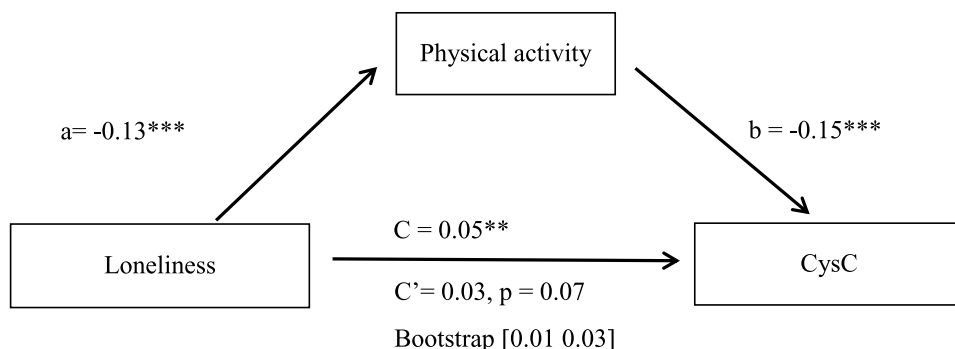 Physical activity
a= -0.13***
b = -0.15***
C = 0.05**
Loneliness
CysC
C’= 0.03, p = 0.07
Bootstrap [0.01 0.03]